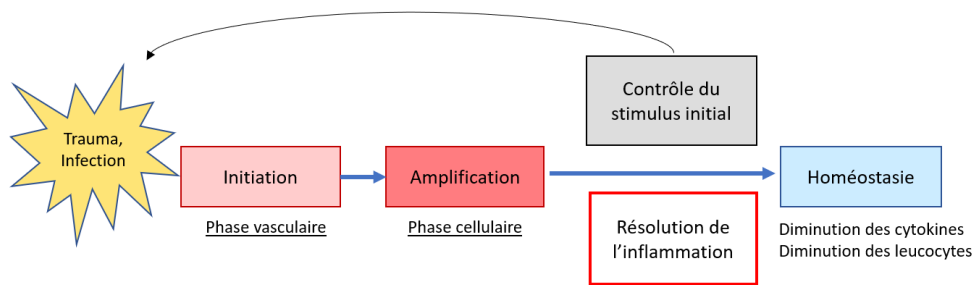 Contrôle du
stimulus initial
Trauma,
Infection
Initiation
Amplification
Homéostasie
Phase vasculaire
Phase cellulaire
Résolution de
l’inflammation
Diminution des cytokines
Diminution des leucocytes